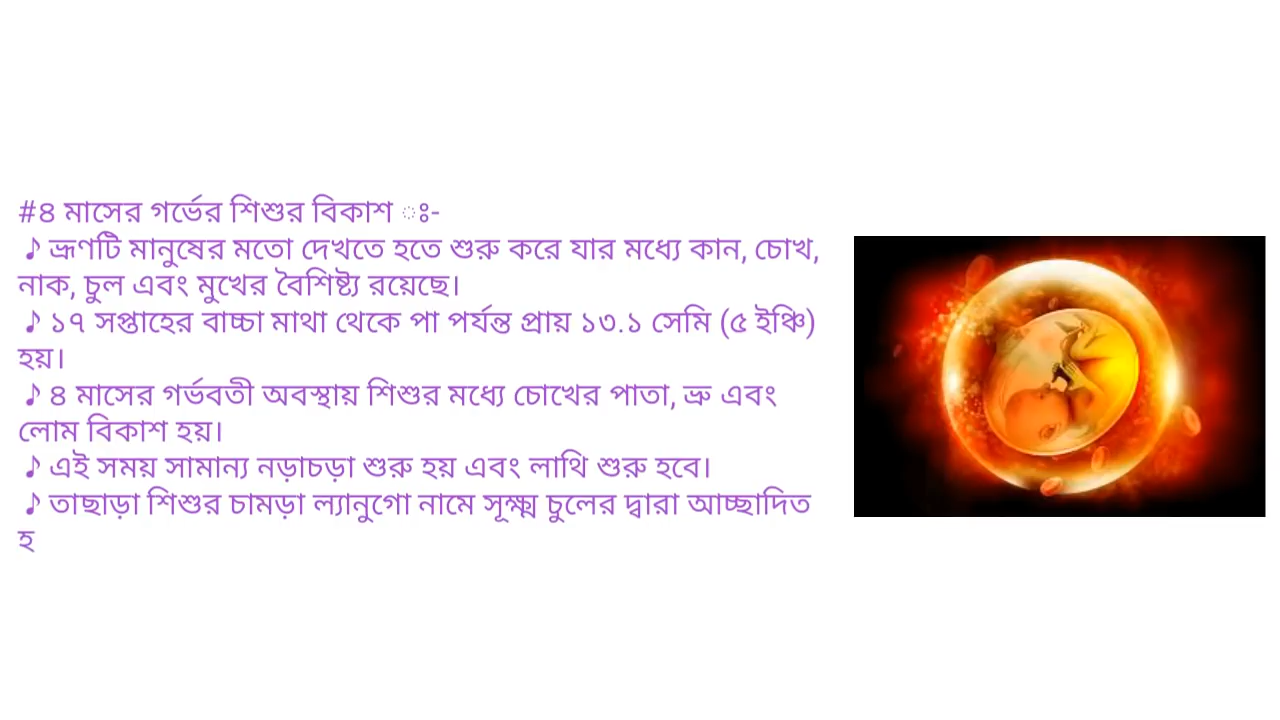 #৪ মাসের গর্ভের শিশুর বিকাশ ঃ-
♪ ভ্রূণটি মানুষের মতো দেখতে হতে শুরু করে যার মধ্যে কান, চোখ,
নাক, চুল এবং মুখের বৈশিষ্ট্য রয়েছে।
♪ ১৭ সপ্তাহের বাচ্চা মাথা থেকে পা পর্যন্ত প্রায় ১৩.১ সেমি (৫ ইঞ্চি)
হয়।
♪ ৪ মাসের গর্ভবতী অবস্থায় শিশুর মধ্যে চোখের পাতা, ভ্রু এবং
লোম বিকাশ হয়।
♪ এই সময় সামান্য নড়াচড়া শুরু হয় এবং লাথি শুরু হবে।
♪ তাছাড়া শিশুর চামড়া ল্যানুগো নামে সূক্ষ্ম চুলের দ্বারা আচ্ছাদিত
হ